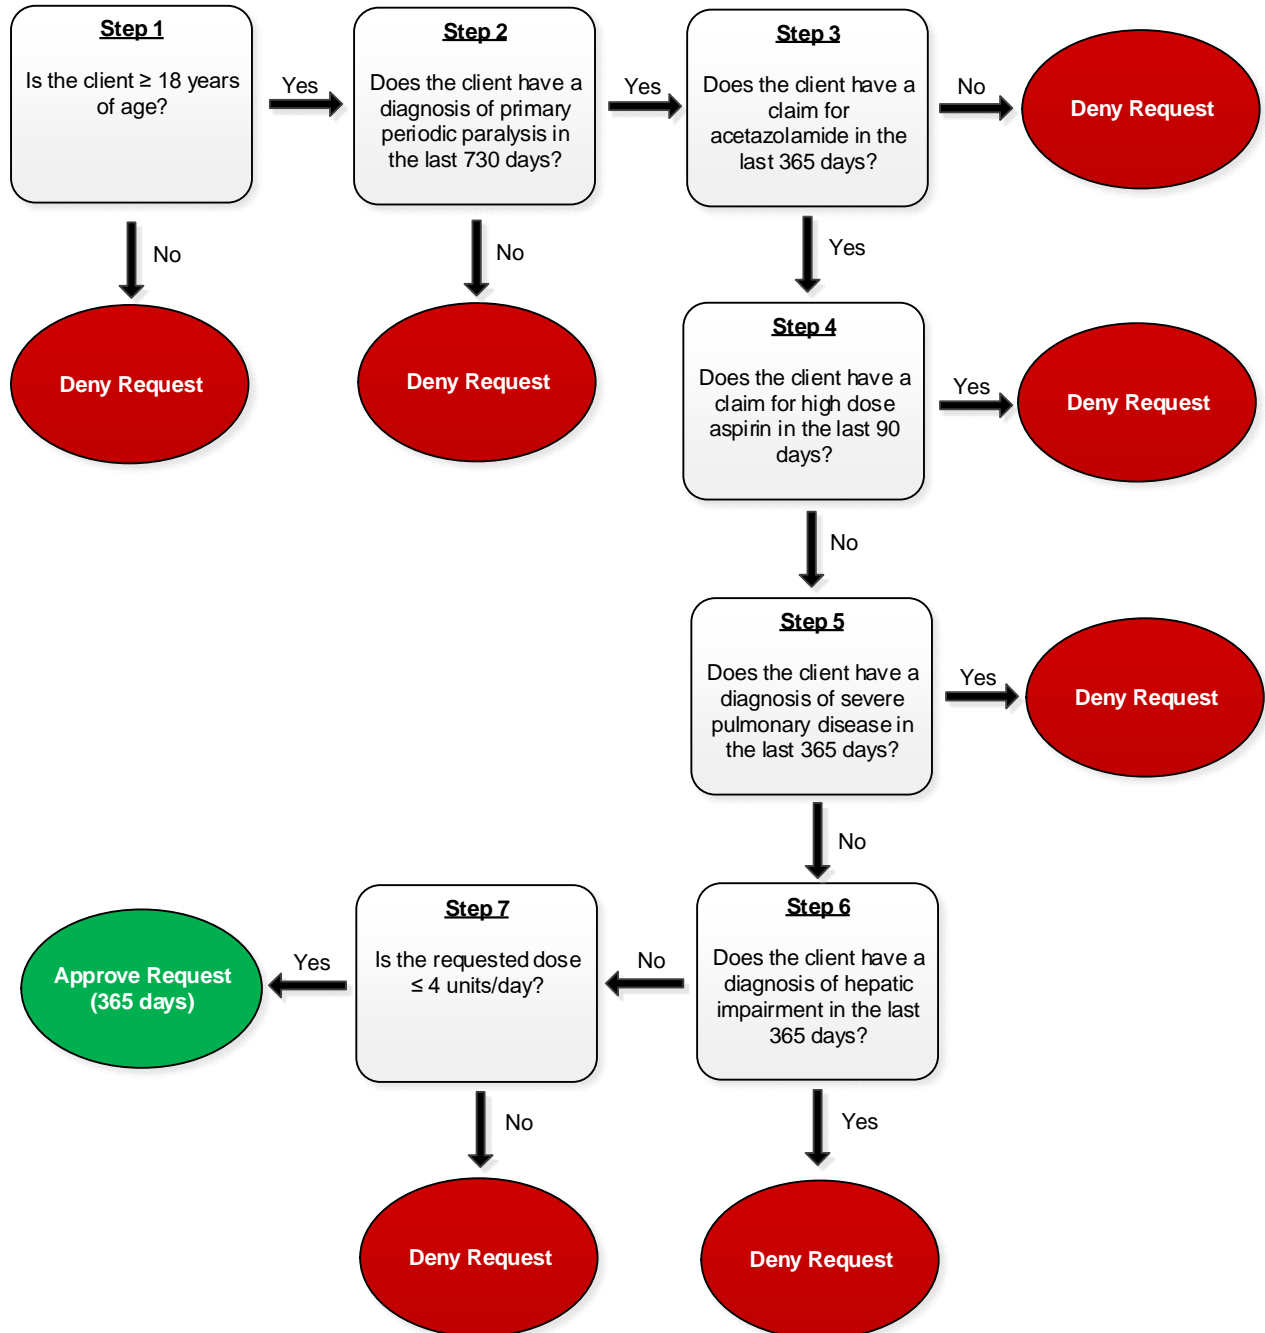 Step 1
Is the client ≥ 18 years
of age?
Yes
Step 2
Does the client have a
diagnosis of primary
periodic paralysis in
the last 730 days?
Yes
Step 3
Does the client have a
claim for
acetazolamide in the
last 365 days?
No
Deny Request
No
Deny Request
No
Deny Request
Yes
Step 4
Does the client have a
claim for high dose
aspirin in the last 90
days?
Yes
Deny Request
No
Step 5
Does the client have a
diagnosis of severe
pulmonary disease in
the last 365 days?
Yes
Deny Request
No
Step 6
Does the client have a
diagnosis of hepatic
impairment in the last
365 days?
No
Step 7
Is the requested dose
≤ 4 units/day?
Yes
Approve Request
(365 days)
No
Deny Request
Yes
Deny Request